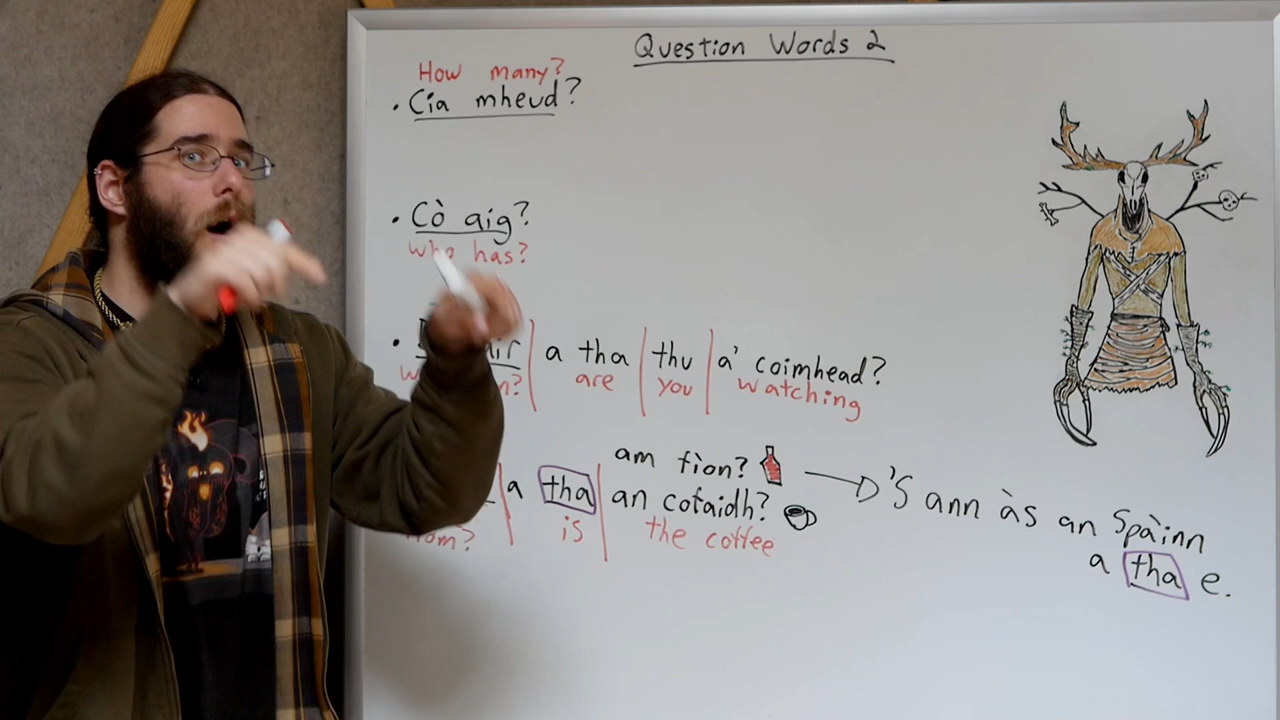 Question Words 2
How many?
• Cia mheud?
• Cò aig?
who has?
a tha thu a' coimhead?
are you watching
am fìon?
a tha an cofaidh?
is the coffee
'S ann às an Spàinn
a tha e.